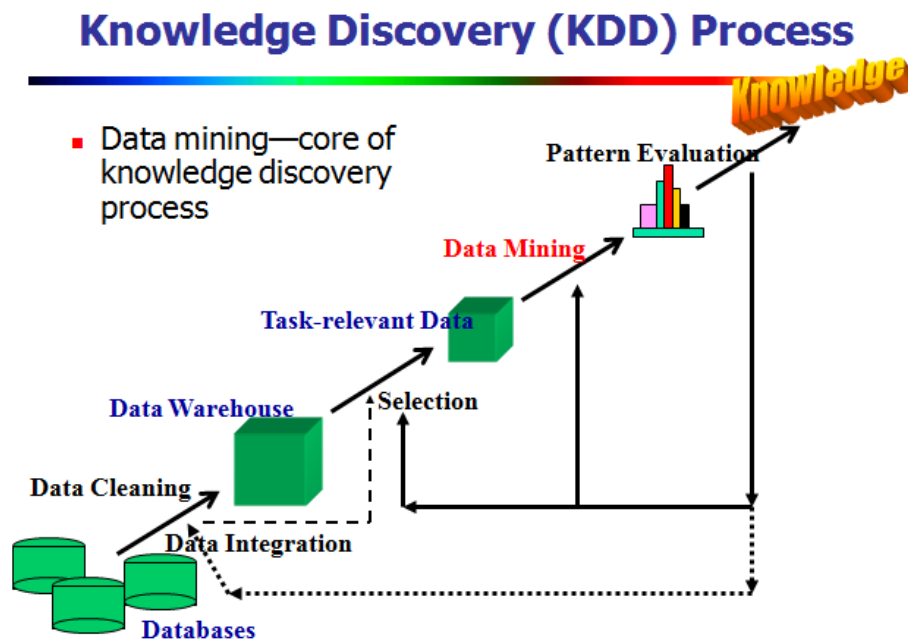 Knowledge Discovery (KDD) Process
Knowledge
Data mining—core of
knowledge discovery
process
Pattern Evaluation
Data Mining
Task-relevant Data
Selection
Data Warehouse
Data Cleaning
Data Integration
Databases